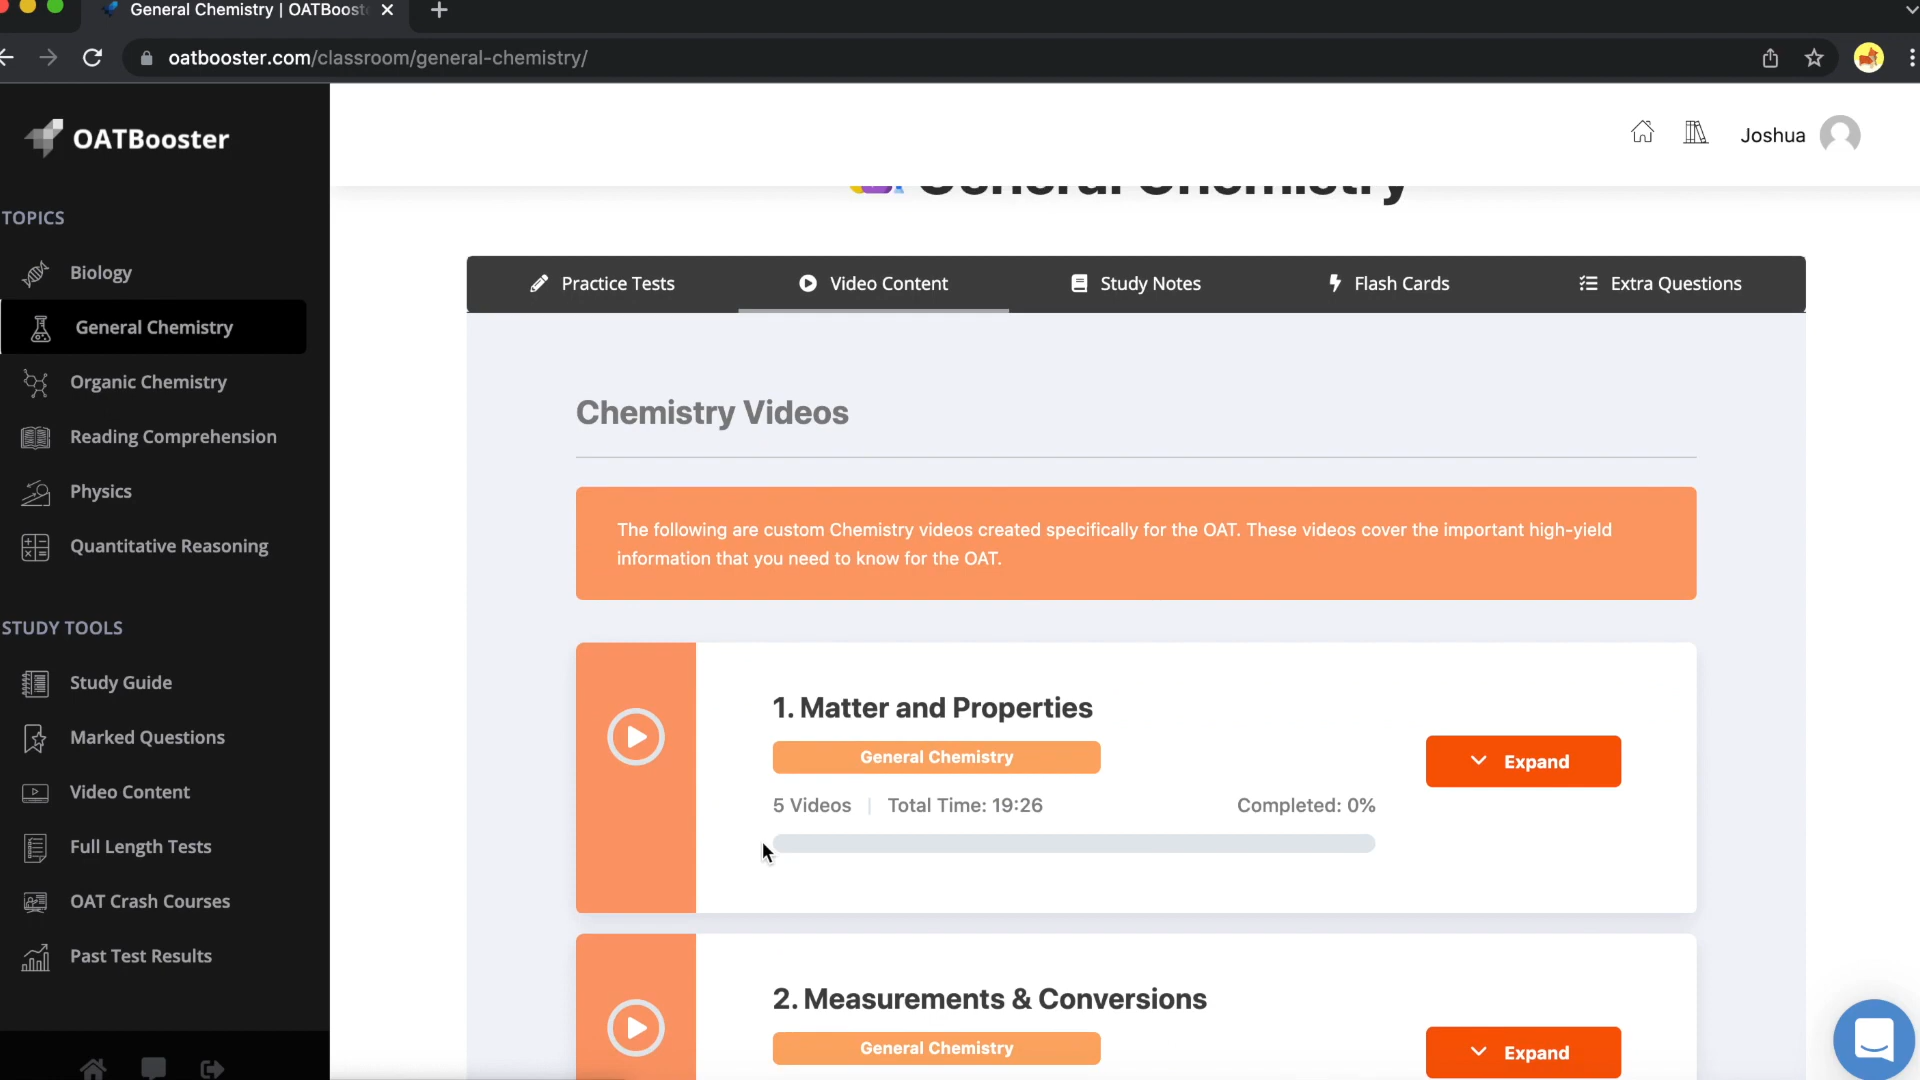 General Chemistry | OATBoost
oatbooster.com/classroom/general-chemistry/
OATBooster
Joshua
General Chemistry
TOPICS
Biology
General Chemistry
Organic Chemistry
Reading Comprehension
Physics
Quantitative Reasoning
STUDY TOOLS
Study Guide
Marked Questions
Video Content
Full Length Tests
OAT Crash Courses
Past Test Results
Practice Tests
Video Content
Study Notes
Flash Cards
Extra Questions
Chemistry Videos
The following are custom Chemistry videos created specifically for the OAT. These videos cover the important high-yield
information that you need to know for the OAT.
1. Matter and Properties
General Chemistry
5 Videos | Total Time: 19:26
Completed: 0%
Expand
2. Measurements & Conversions
General Chemistry
Expand